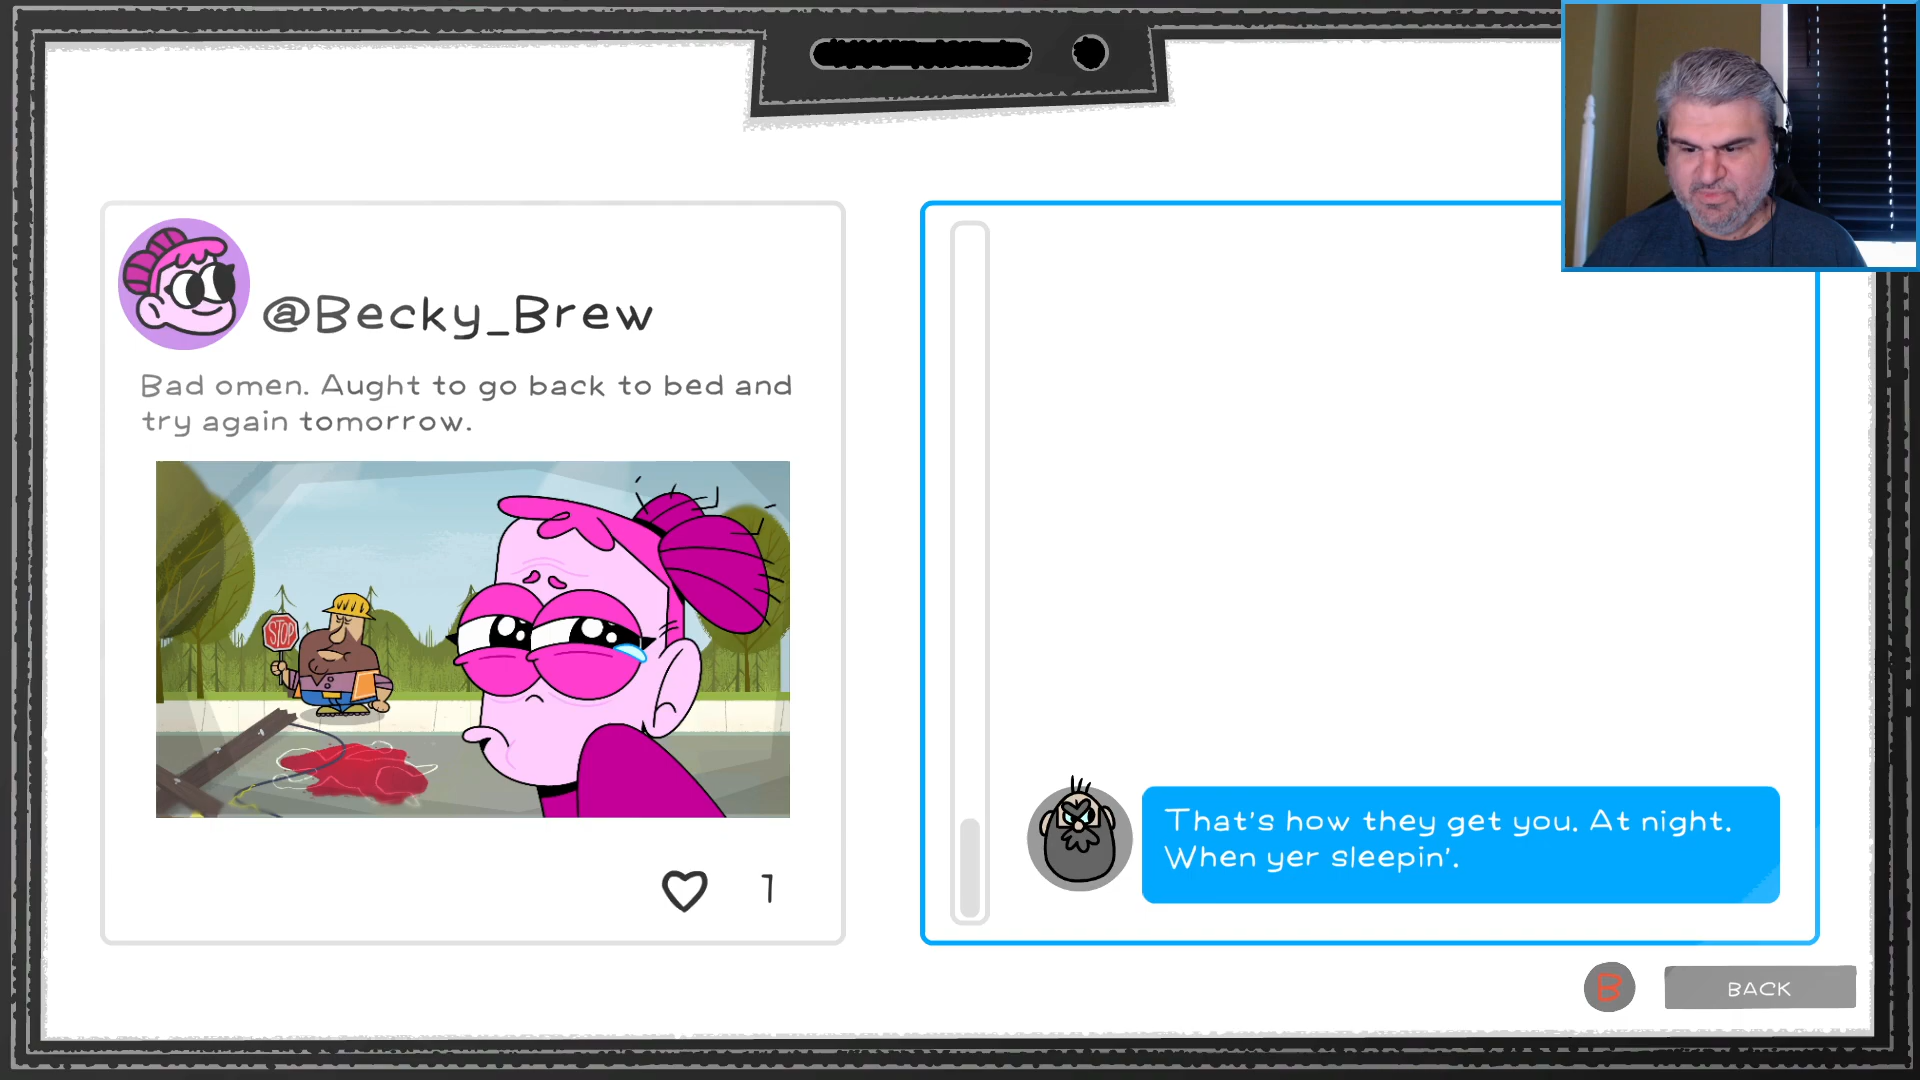 @Becky_Brew
Bad omen. Aught to go back to bed and
try again tomorrow.
STOP
1
That's how they get you. At night.
When yer sleepin'.
B
BACK